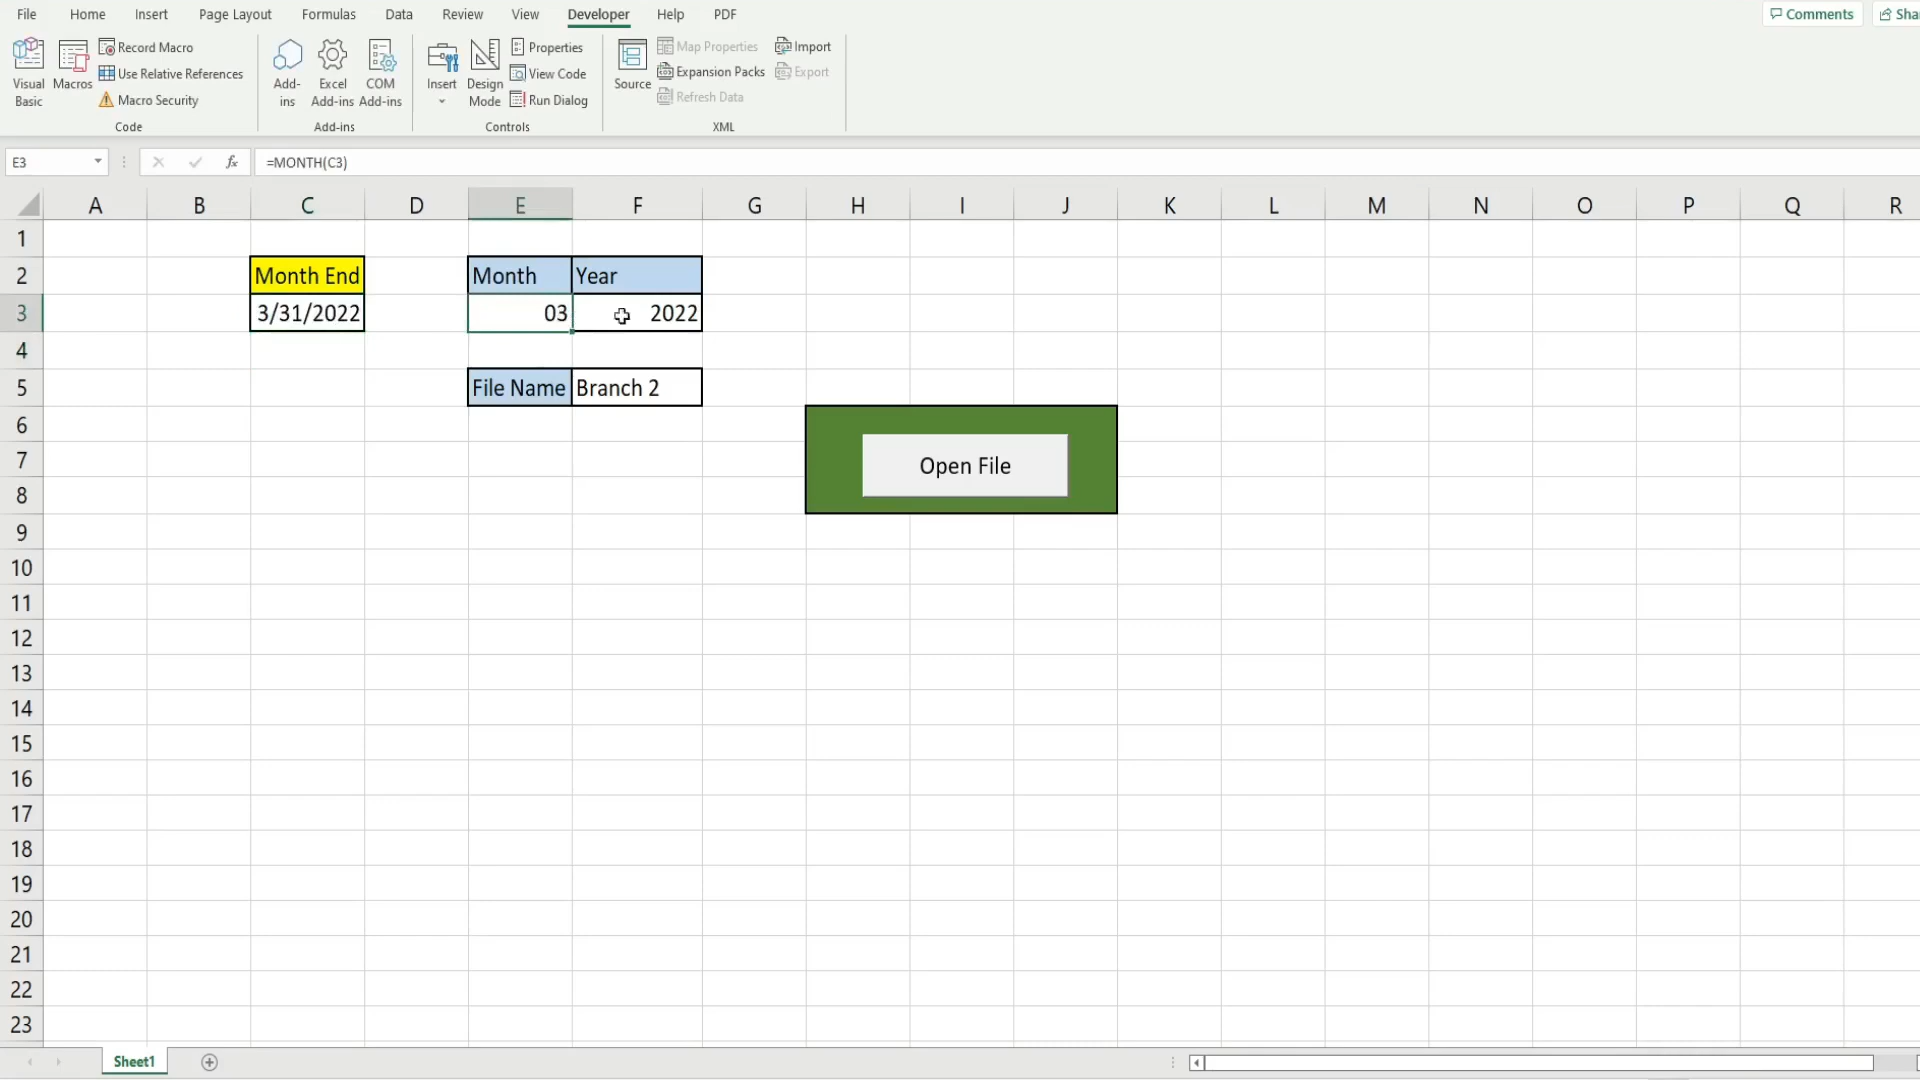 File Home Insert Page Layout Formulas Data Review View Developer Help PDF Comments
Visual Basic
Macros
Record Macro
Use Relative References
Macro Security
Code
Add-ins
Excel Add-ins
COM Add-ins
Add-ins
Insert
Design Mode
Properties
View Code
Run Dialog
Controls
Source
Map Properties
Expansion Packs
Refresh Data
Import
Export
XML
E3 fx =MONTH(C3)
A B C D E F G H I J K L M N O P Q R
1
2 Month End Month Year
3 3/31/2022 03 2022
4
5 File Name Branch 2
6
7 Open File
8
9
10
11
12
13
14
15
16
17
18
19
20
21
22
23
Sheet1